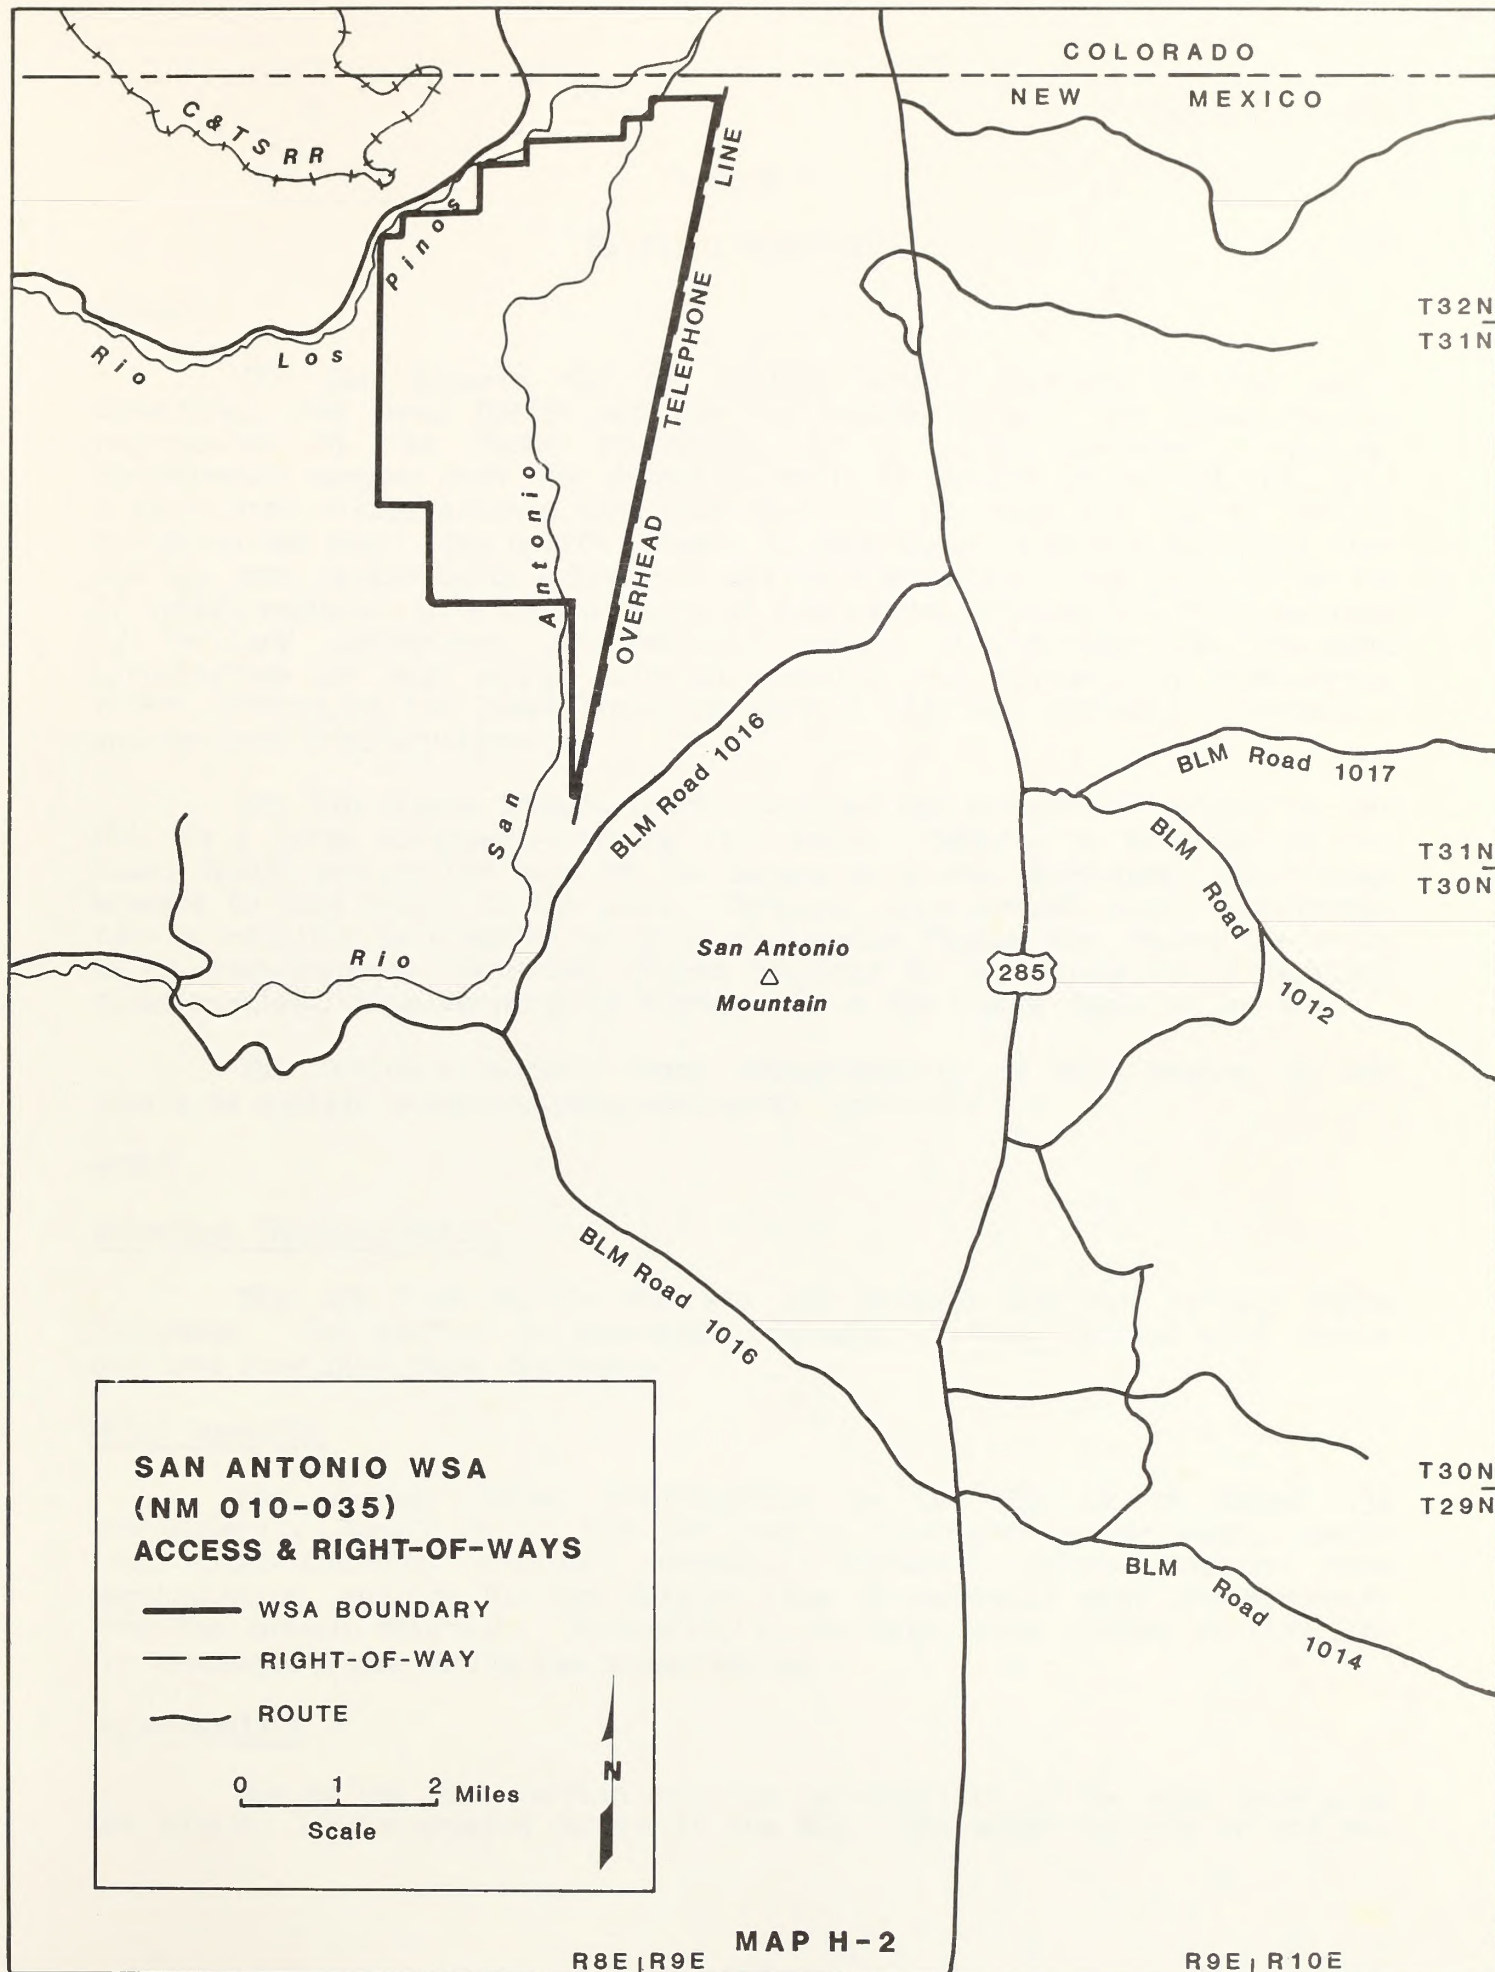 COLORADO
NEW MEXICO
C & T S RR
LINE
Pinos
TELEPHONE
T32N
T31N
Rio Los
Antonio
OVERHEAD
BLM Road 1016
BLM Road 1017
San
BLM Road 1012
T31N
T30N
Rio
San Antonio
Mountain
285
BLM Road 1016
SAN ANTONIO WSA
(NM 010-035)
ACCESS & RIGHT-OF-WAYS
WSA BOUNDARY
RIGHT-OF-WAY
ROUTE
0 1 2 Miles
Scale
N
T30N
T29N
BLM Road 1014
MAP H-2
R8E R9E
R9E R10E